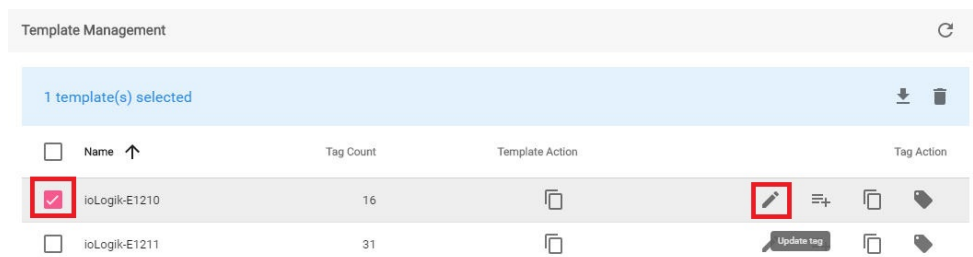 Template Management
1 template(s) selected
Name Tag Count Template Action Tag Action
ioLogik-E1210 16
ioLogik-E1211 31
Update tag